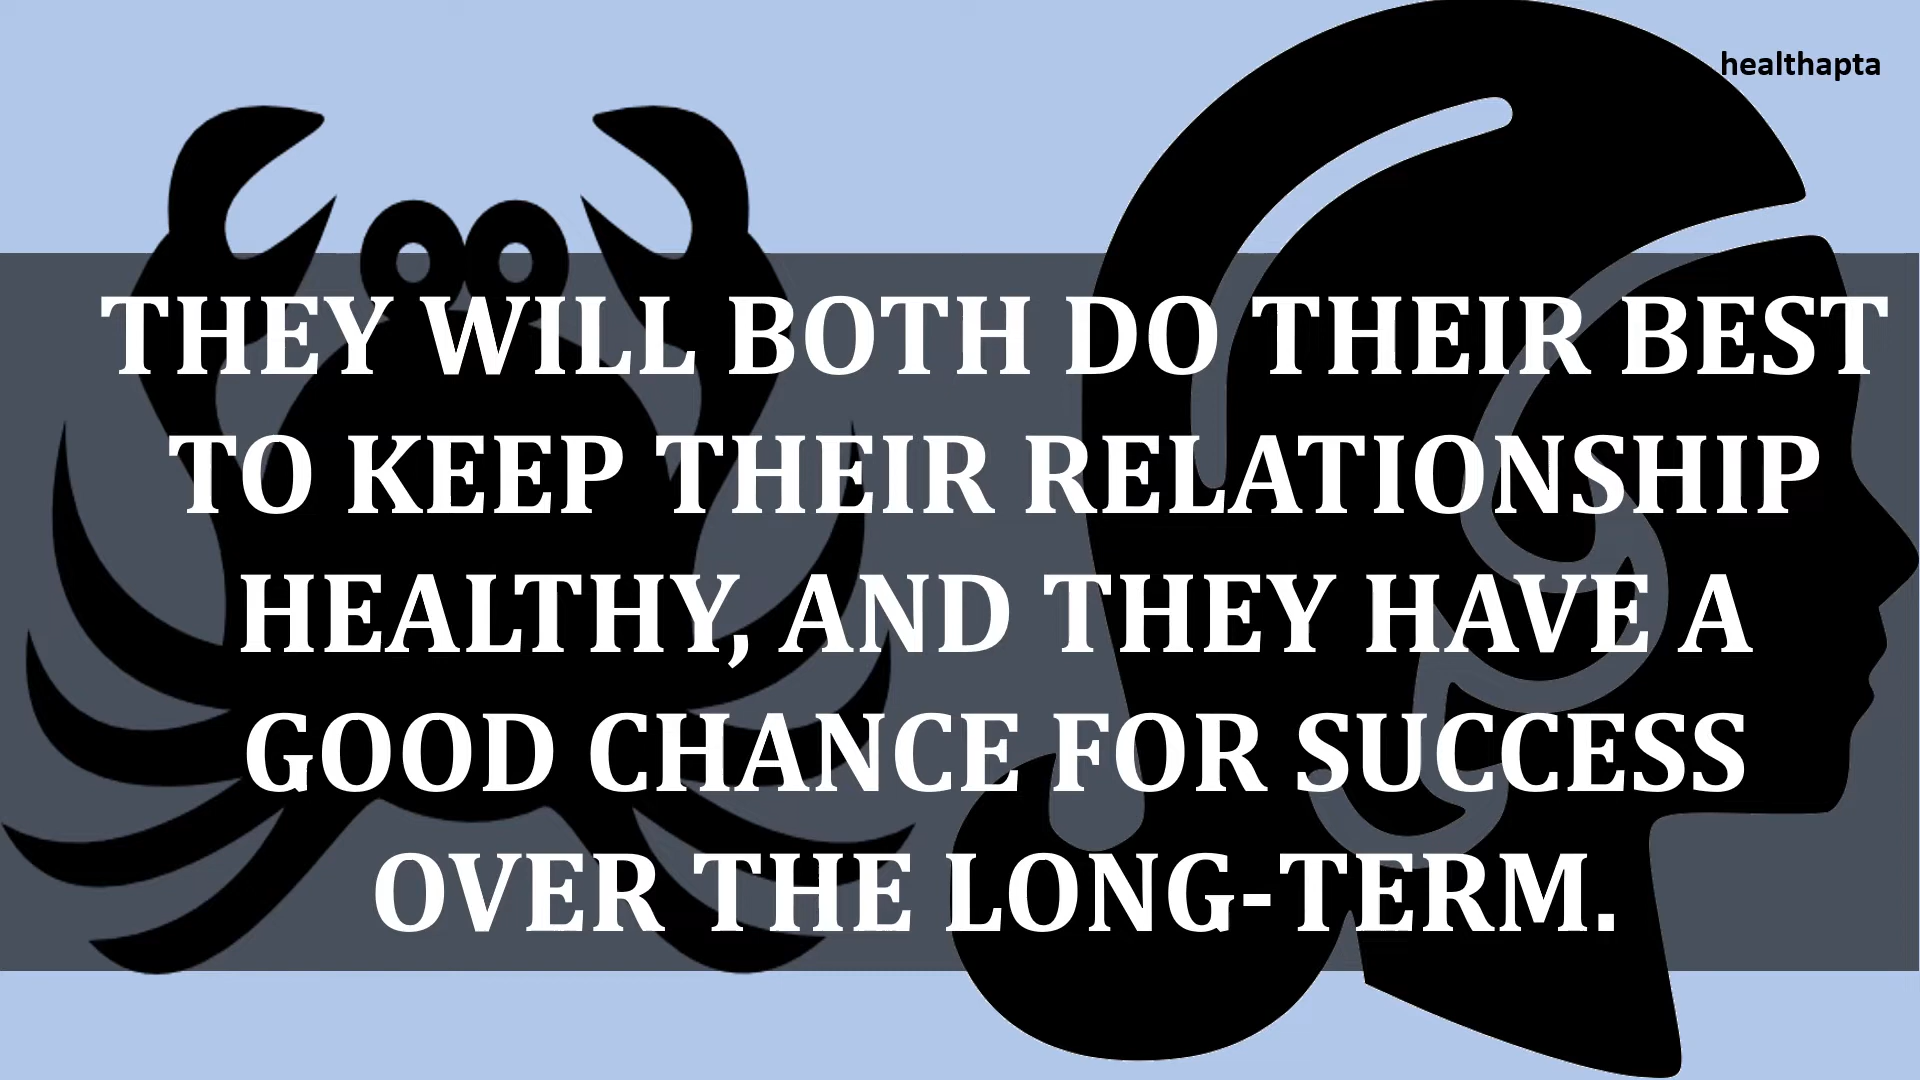 healthapta
THEY WILL BOTH DO THEIR BEST
TO KEEP THEIR RELATIONSHIP
HEALTHY, AND THEY HAVE A
GOOD CHANCE FOR SUCCESS
OVER THE LONG-TERM.